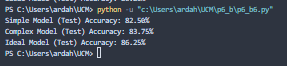 PS C:\Users\ardah\UCM> python -u "c:\Users\ardah\UCM\p6_b\p6_b6.py"
Simple Model (Test) Accuracy: 82.50%
Complex Model (Test) Accuracy: 83.75%
Ideal Model (Test) Accuracy: 86.25%
PS C:\Users\ardah\UCM>